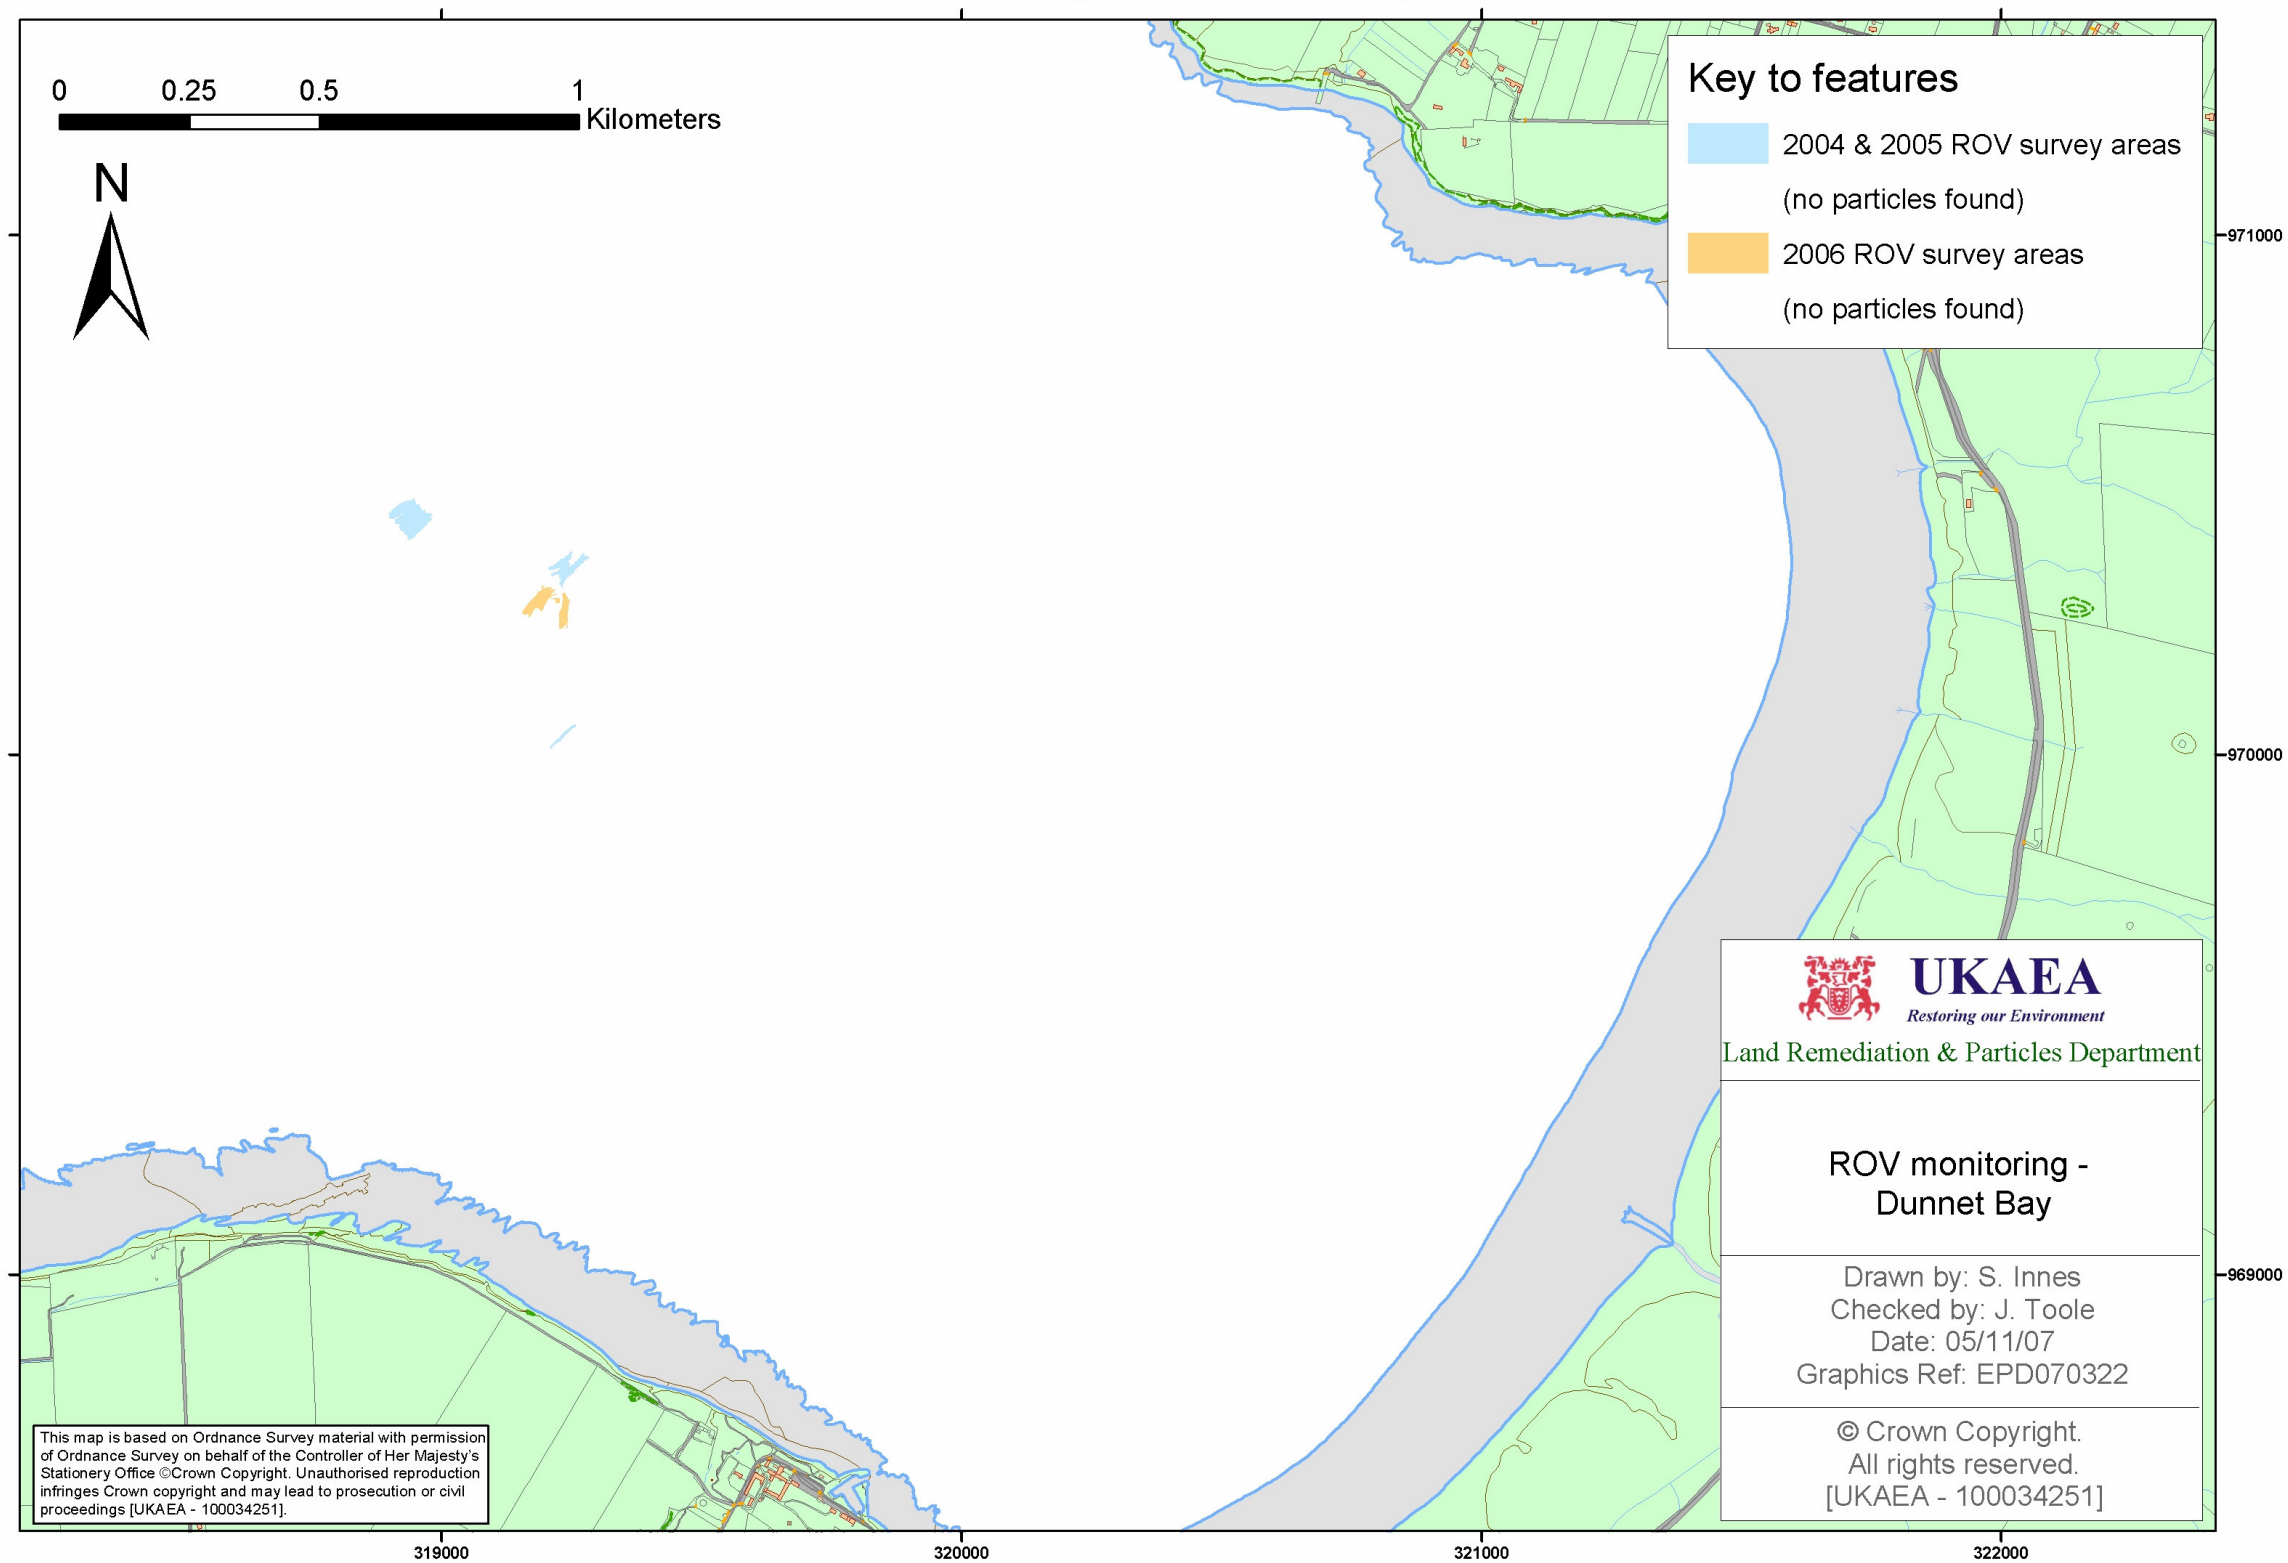 0 0.25 0.5 1
Kilometers
N
Key to features
2004 & 2005 ROV survey areas
(no particles found)
2006 ROV survey areas
(no particles found)
971000
970000
969000
UKAEA
Restoring our Environment
Land Remediation & Particles Department
ROV monitoring -
Dunnet Bay
Drawn by: S. Innes
Checked by: J. Toole
Date: 05/11/07
Graphics Ref: EPD070322
© Crown Copyright.
All rights reserved.
[UKAEA - 100034251]
This map is based on Ordnance Survey material with permission
of Ordnance Survey on behalf of the Controller of Her Majesty's
Stationery Office ©Crown Copyright. Unauthorised reproduction
infringes Crown copyright and may lead to prosecution or civil
proceedings [UKAEA - 100034251].
319000 320000 321000 322000